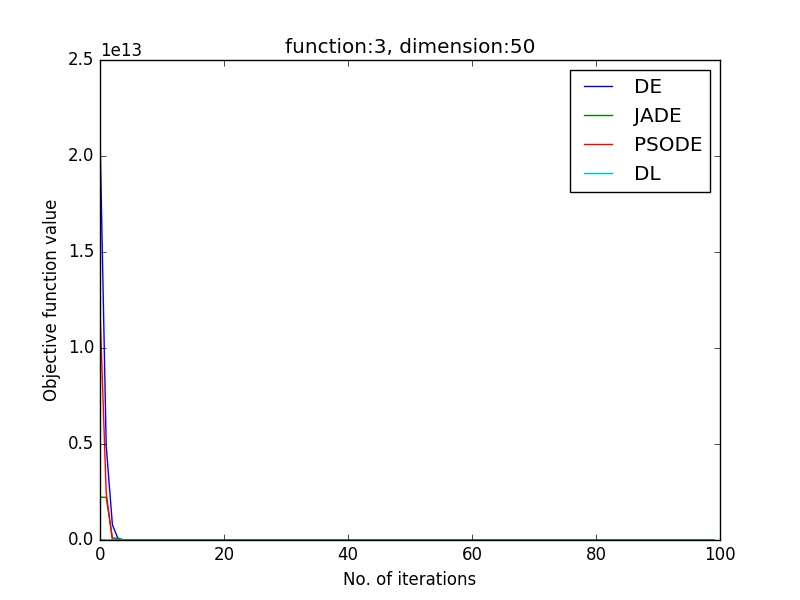 function:3, dimension:50
1e13
2.5
2.0
1.5
1.0
0.5
0.0
Objective function value
0 20 40 60 80 100
No. of iterations
DE
JADE
PSODE
DL